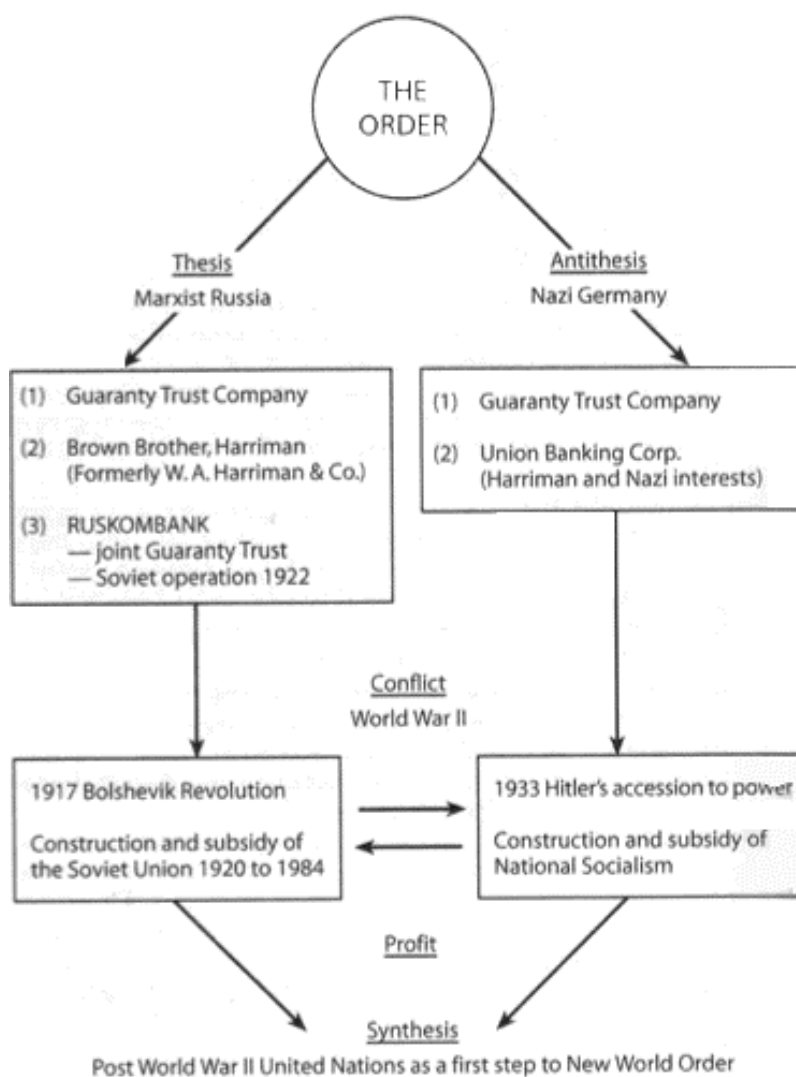 THE
ORDER
Thesis
Marxist Russia
Antithesis
Nazi Germany
(1) Guaranty Trust Company
(2) Brown Brother, Harriman
(Formerly W. A. Harriman & Co.)
(3) RUSKOMBANK
— joint Guaranty Trust
— Soviet operation 1922
(1) Guaranty Trust Company
(2) Union Banking Corp.
(Harriman and Nazi interests)
Conflict
World War II
1917 Bolshevik Revolution
Construction and subsidy of
the Soviet Union 1920 to 1984
1933 Hitler's accession to power
Construction and subsidy of
National Socialism
Profit
Synthesis
Post World War II United Nations as a first step to New World Order